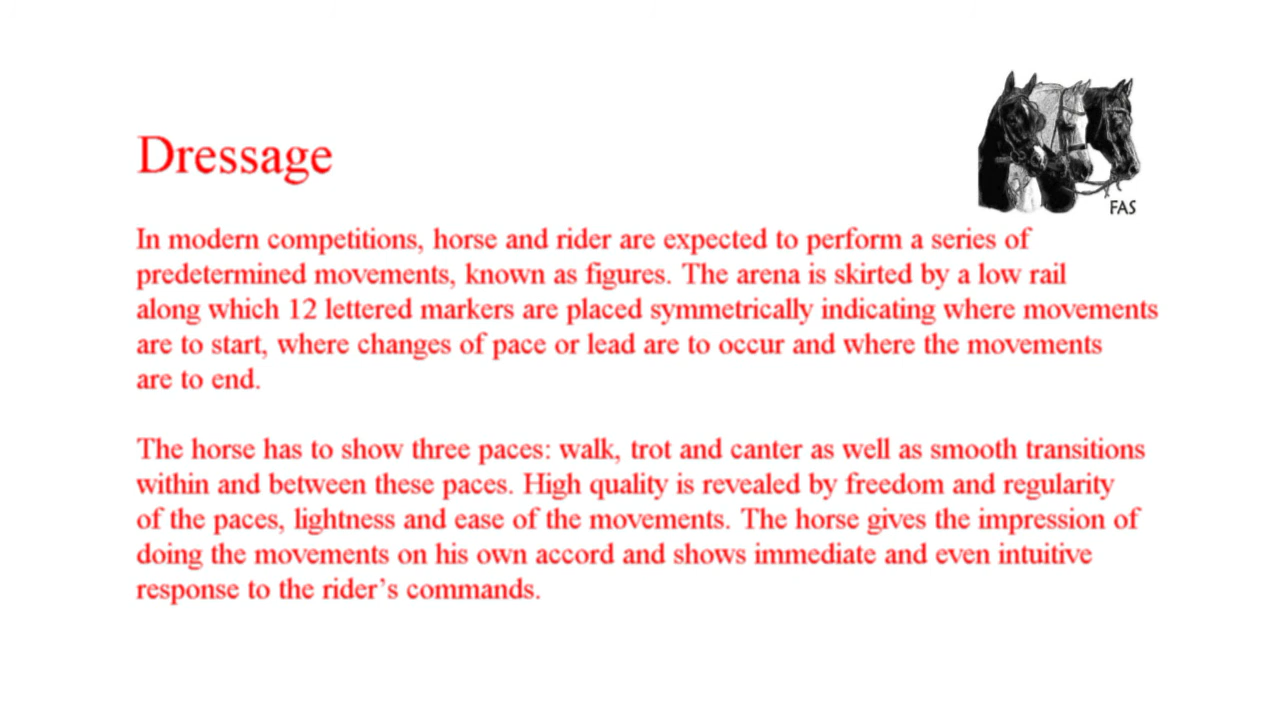 FAS
Dressage
In modern competitions, horse and rider are expected to perform a series of
predetermined movements, known as figures. The arena is skirted by a low rail
along which 12 lettered markers are placed symmetrically indicating where movements
are to start, where changes of pace or lead are to occur and where the movements
are to end.
The horse has to show three paces: walk, trot and canter as well as smooth transitions
within and between these paces. High quality is revealed by freedom and regularity
of the paces, lightness and ease of the movements. The horse gives the impression of
doing the movements on his own accord and shows immediate and even intuitive
response to the rider’s commands.